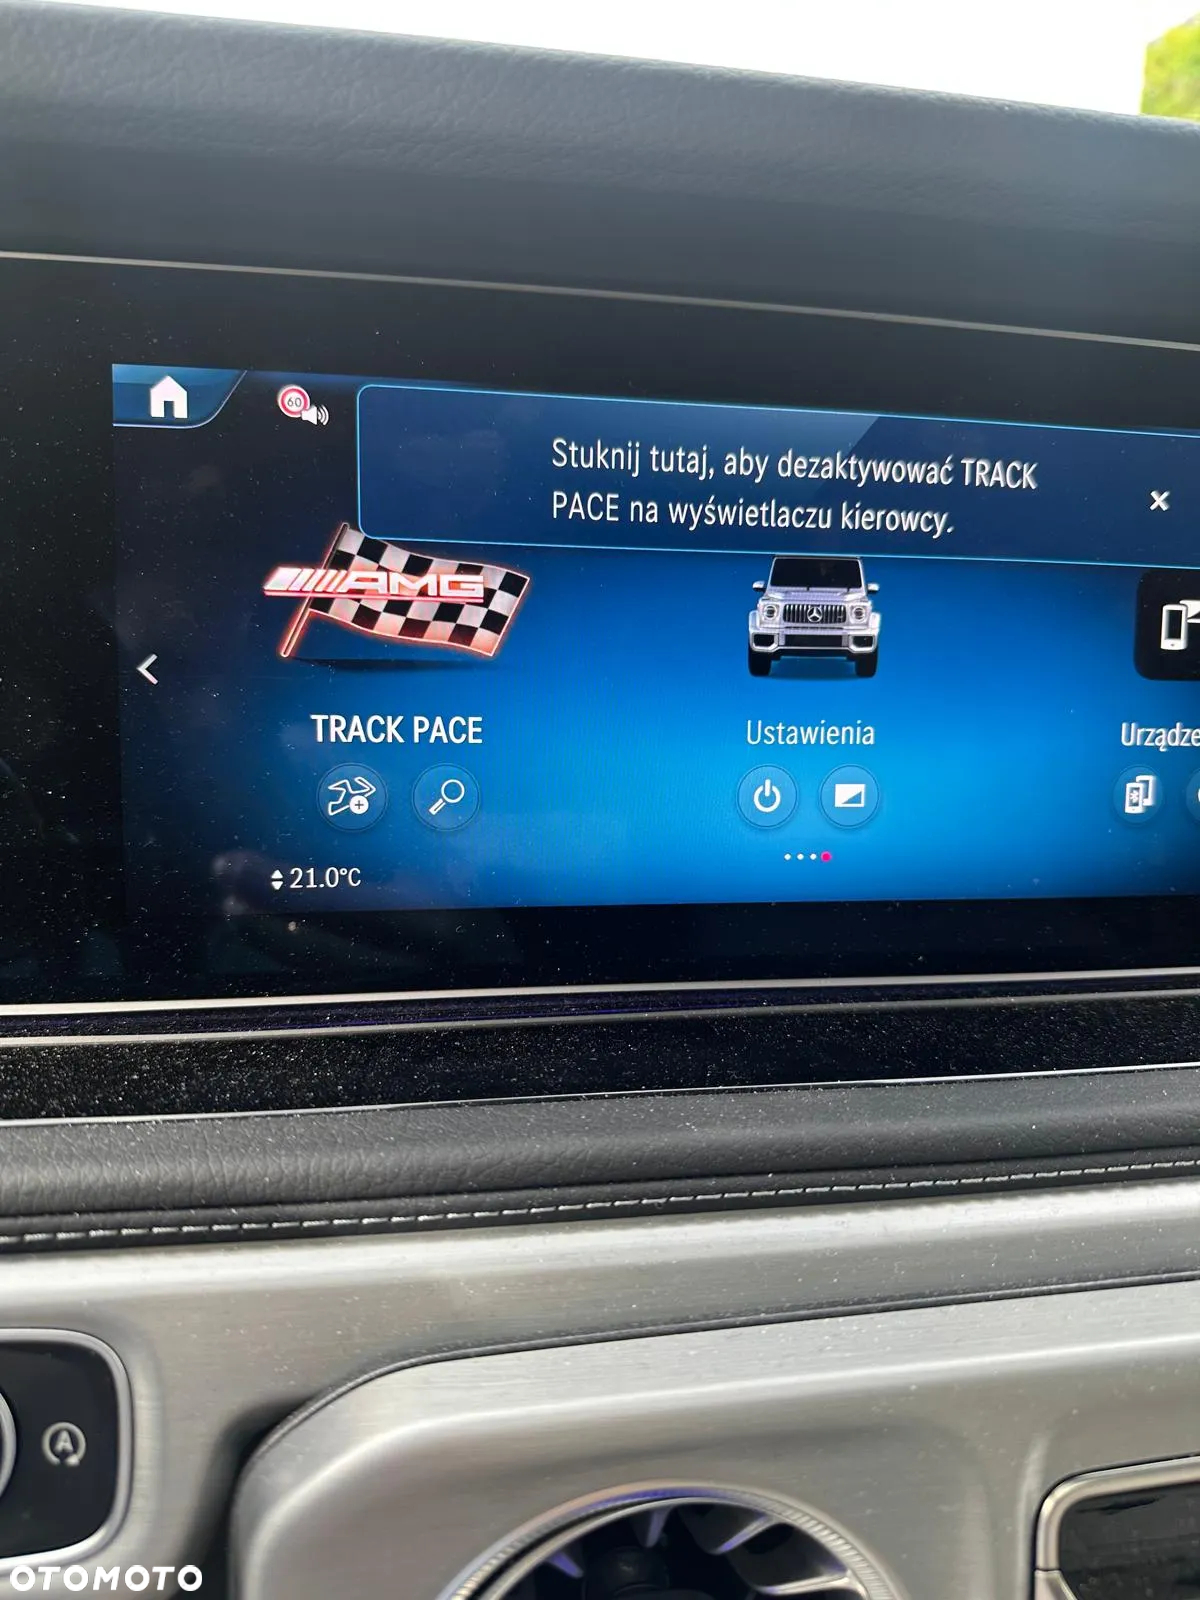 60
Stuknij tutaj, aby dezaktywować TRACK
PACE na wyświetlaczu kierowcy.
AMG
TRACK PACE
Ustawienia
Urządze
21.0°C
A
OTOMOTO